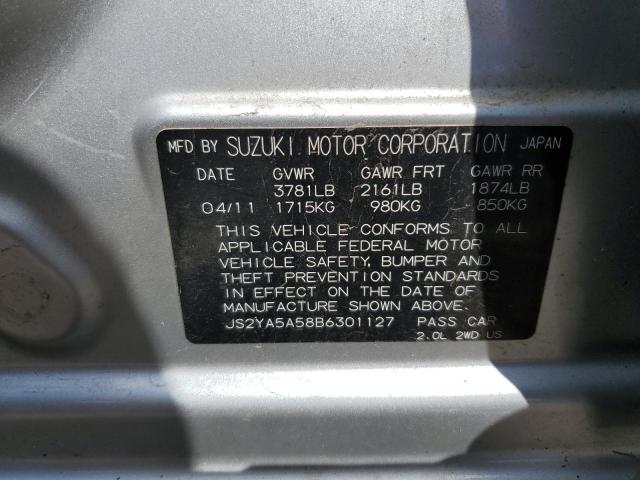 MFD BY SUZUKI MOTOR CORPORATION JAPAN
DATE GVWR GAWR FRT GAWR RR
3781LB 2161LB 1874LB
04/11 1715KG 980KG 850KG
THIS VEHICLE CONFORMS TO ALL
APPLICABLE FEDERAL MOTOR
VEHICLE SAFETY, BUMPER AND
THEFT PREVENTION STANDARDS
IN EFFECT ON THE DATE OF
MANUFACTURE SHOWN ABOVE.
JS2YA5A58B6301127 PASS CAR
2.0L 2WD US